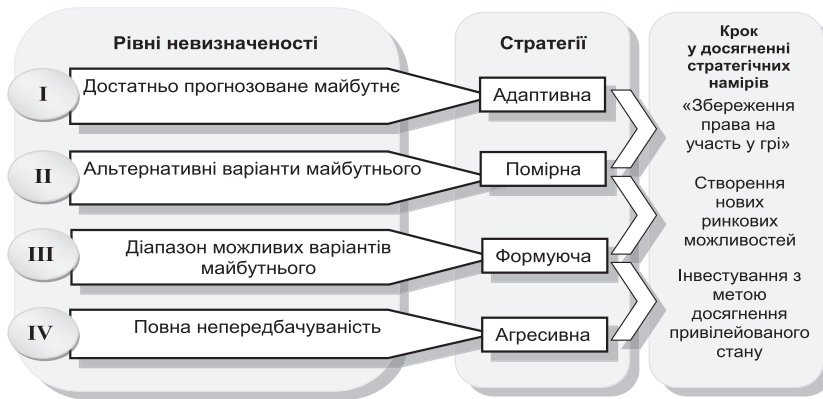 Рівні невизначеності
I
Достатньо прогнозоване майбутнє
II
Альтернативні варіанти майбутнього
III
Діапазон можливих варіантів
майбутнього
IV
Повна непередбачуваність
Стратегії
Адаптивна
Помірна
Формуюча
Агресивна
Крок
у досягненні
стратегічних
намірів
«Збереження
права на
участь у грі»
Створення
нових
ринкових
можливостей
Інвестування з
метою
досягнення
привілейованого
стану